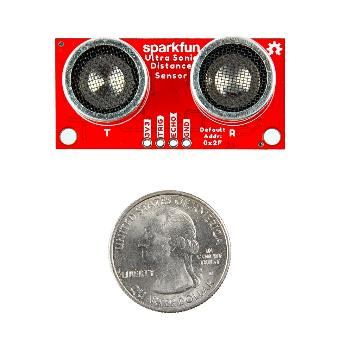 sparkfun
Ultra Sonic
Distance
Sensor
T
3V3
TRIG
ECHO
GND
Default
Addr:
0x2F
R
UNITED STATES OF AMERICA
LIBERTY
IN
GOD WE
TRUST
QUARTER DOLLAR